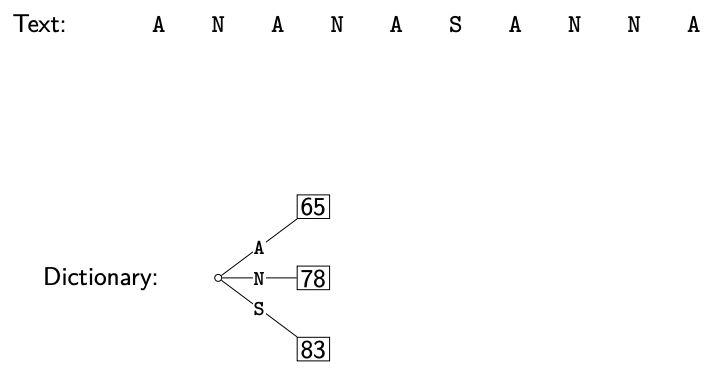 Text: A N A N A S A N N A
65
A
Dictionary: N 78
S
83